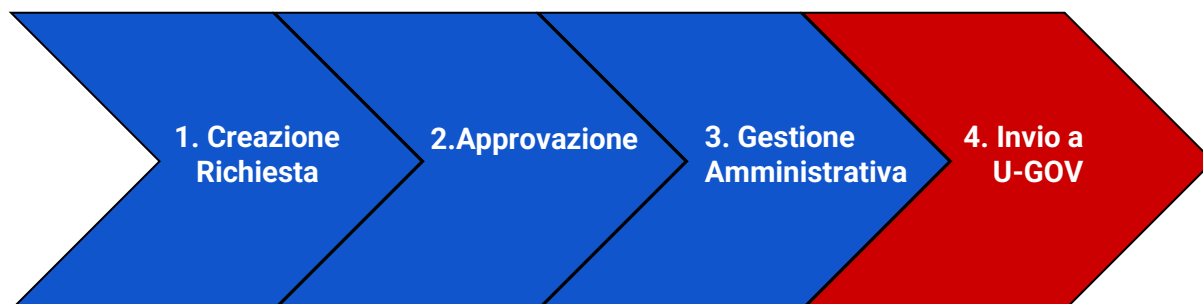 1. Creazione
Richiesta
2.Approvazione
3. Gestione
Amministrativa
4. Invio a
U-GOV